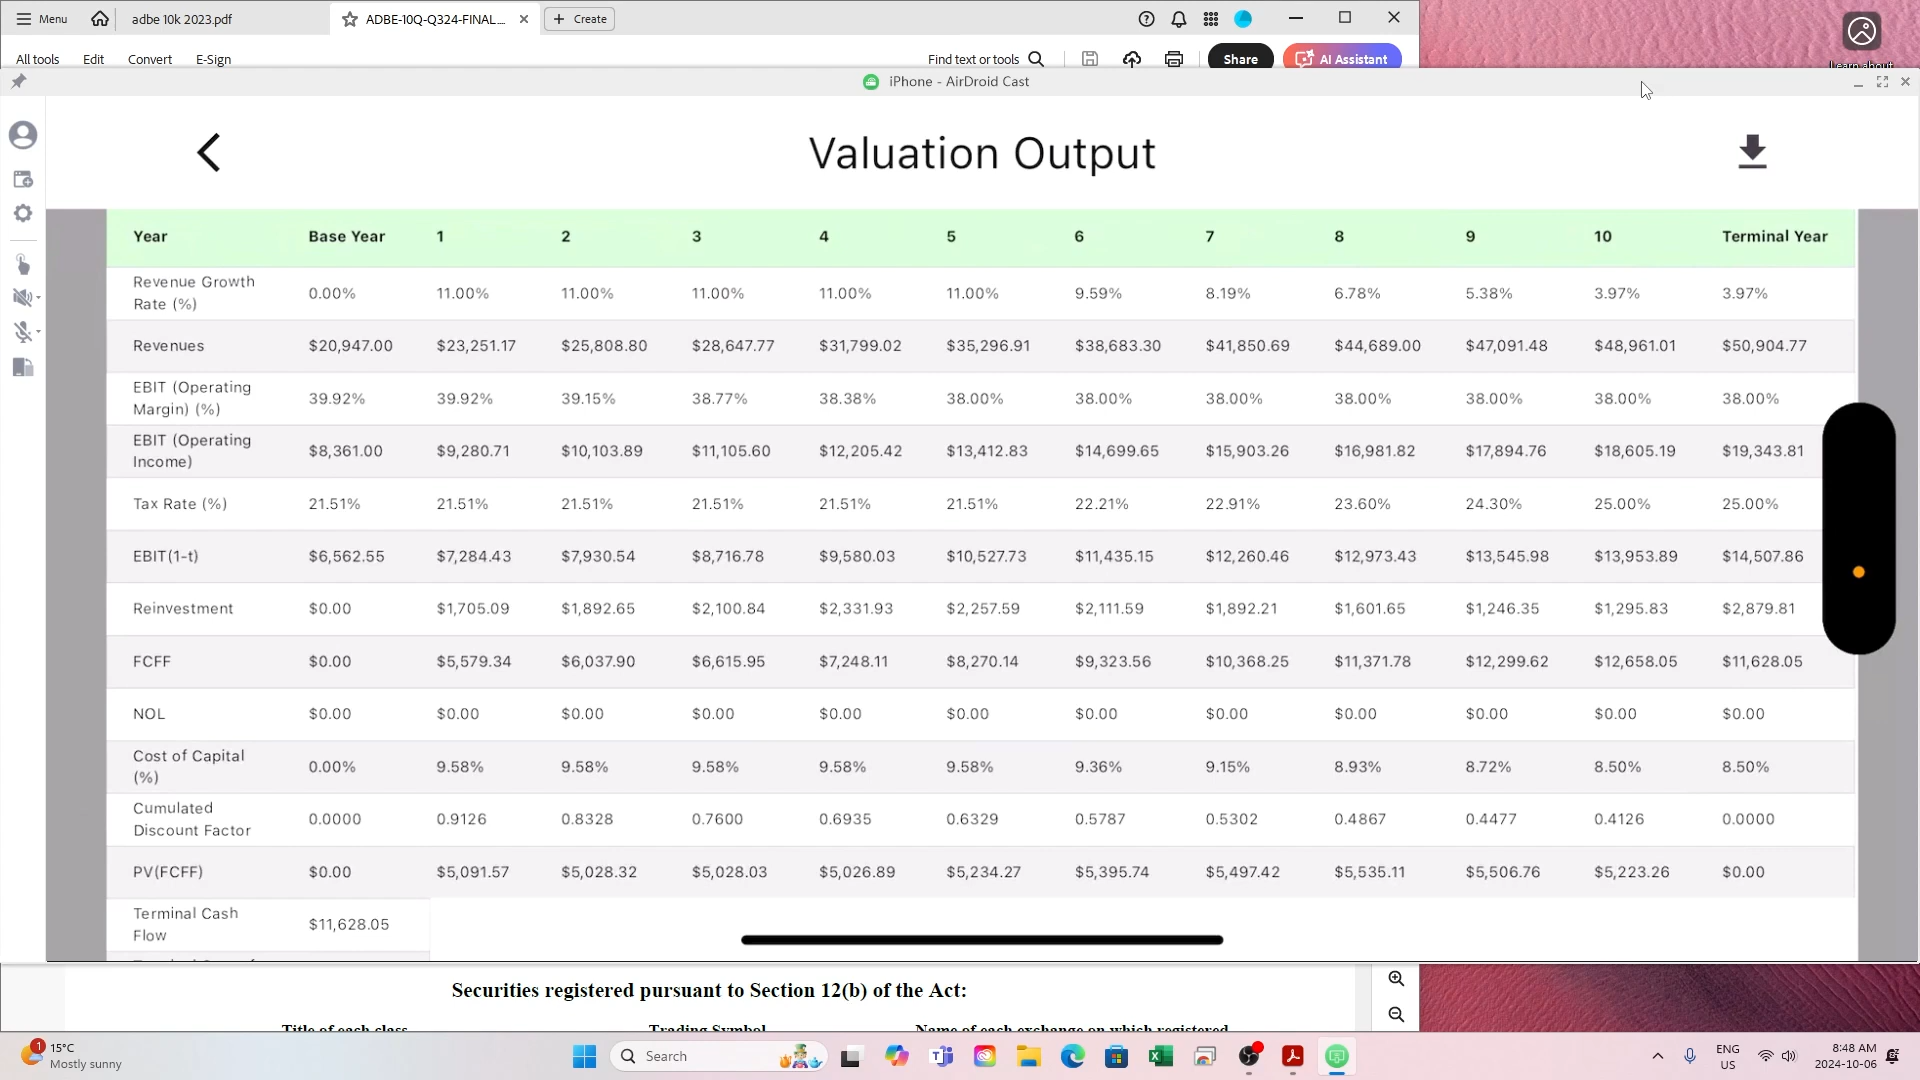 Menu adbe 10k 2023.pdf ADBE-10Q-Q324-FINAL.... Create
All tools Edit Convert E-Sign Find text or tools Share AI Assistant
iPhone - AirDroid Cast
Valuation Output
Year Base Year 1 2 3 4 5 6 7 8 9 10 Terminal Year
Revenue Growth
Rate (%) 0.00% 11.00% 11.00% 11.00% 11.00% 11.00% 9.59% 8.19% 6.78% 5.38% 3.97% 3.97%
Revenues $20,947.00 $23,251.17 $25,808.80 $28,647.77 $31,799.02 $35,296.91 $38,683.30 $41,850.69 $44,689.00 $47,091.48 $48,961.01 $50,904.77
EBIT (Operating
Margin) (%) 39.92% 39.92% 39.15% 38.77% 38.38% 38.00% 38.00% 38.00% 38.00% 38.00% 38.00% 38.00%
EBIT (Operating
Income) $8,361.00 $9,280.71 $10,103.89 $11,105.60 $12,205.42 $13,412.83 $14,699.65 $15,903.26 $16,981.82 $17,894.76 $18,605.19 $19,343.81
Tax Rate (%) 21.51% 21.51% 21.51% 21.51% 21.51% 21.51% 22.21% 22.91% 23.60% 24.30% 25.00% 25.00%
EBIT(1-t) $6,562.55 $7,284.43 $7,930.54 $8,716.78 $9,580.03 $10,527.73 $11,435.15 $12,260.46 $12,973.43 $13,545.98 $13,953.89 $14,507.86
Reinvestment $0.00 $1,705.09 $1,892.65 $2,100.84 $2,331.93 $2,257.59 $2,111.59 $1,892.21 $1,601.65 $1,246.35 $1,295.83 $2,879.81
FCFF $0.00 $5,579.34 $6,037.90 $6,615.95 $7,248.11 $8,270.14 $9,323.56 $10,368.25 $11,371.78 $12,299.62 $12,658.05 $11,628.05
NOL $0.00 $0.00 $0.00 $0.00 $0.00 $0.00 $0.00 $0.00 $0.00 $0.00 $0.00 $0.00
Cost of Capital
(%) 0.00% 9.58% 9.58% 9.58% 9.58% 9.58% 9.36% 9.15% 8.93% 8.72% 8.50% 8.50%
Cumulated
Discount Factor 0.0000 0.9126 0.8328 0.7600 0.6935 0.6329 0.5787 0.5302 0.4867 0.4477 0.4126 0.0000
PV(FCFF) $0.00 $5,091.57 $5,028.32 $5,028.03 $5,026.89 $5,234.27 $5,395.74 $5,497.42 $5,535.11 $5,506.76 $5,223.26 $0.00
Terminal Cash
Flow $11,628.05
Securities registered pursuant to Section 12(b) of the Act:
Title of each class Trading Symbol Name of each exchange on which registered
1 15°C
Mostly sunny
Search
ENG
US
8:48 AM
2024-10-06